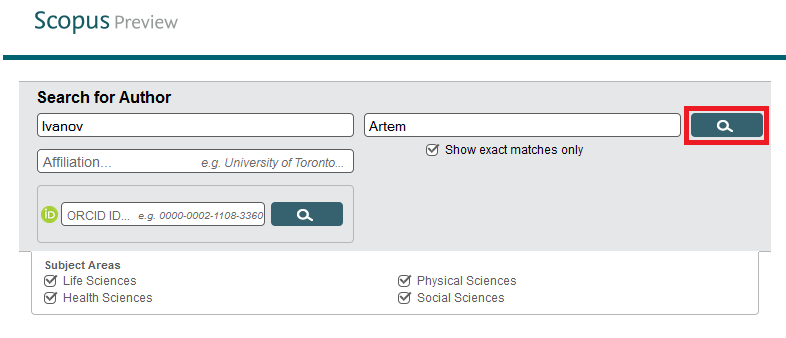 Scopus Preview
Search for Author
Ivanov Artem
Show exact matches only
Affiliation... e.g. University of Toronto...
iD ORCID ID... e.g. 0000-0002-1108-3360
Subject Areas
Life Sciences Physical Sciences
Health Sciences Social Sciences